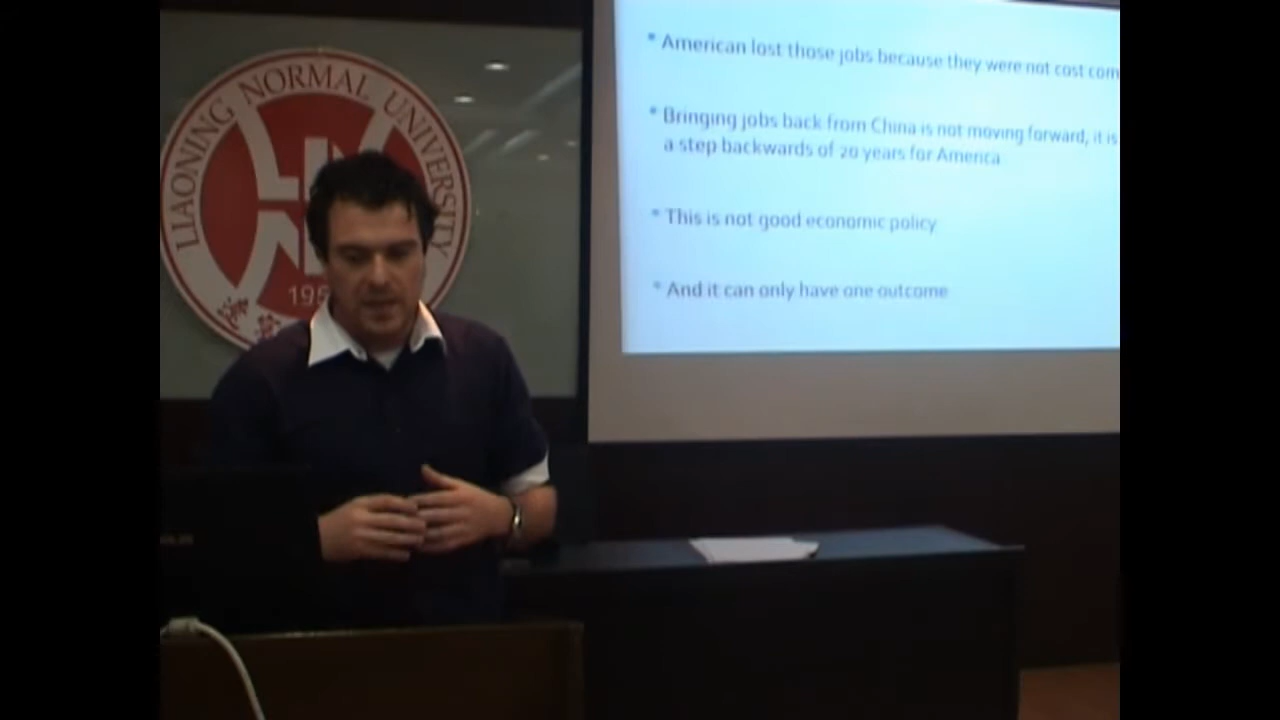 LIAONING NORMAL UNIVERSITY
195
* American lost those jobs because they were not cost com
* Bringing jobs back from China is not moving forward, it is
a step backwards of 20 years for America
* This is not good economic policy
* And it can only have one outcome